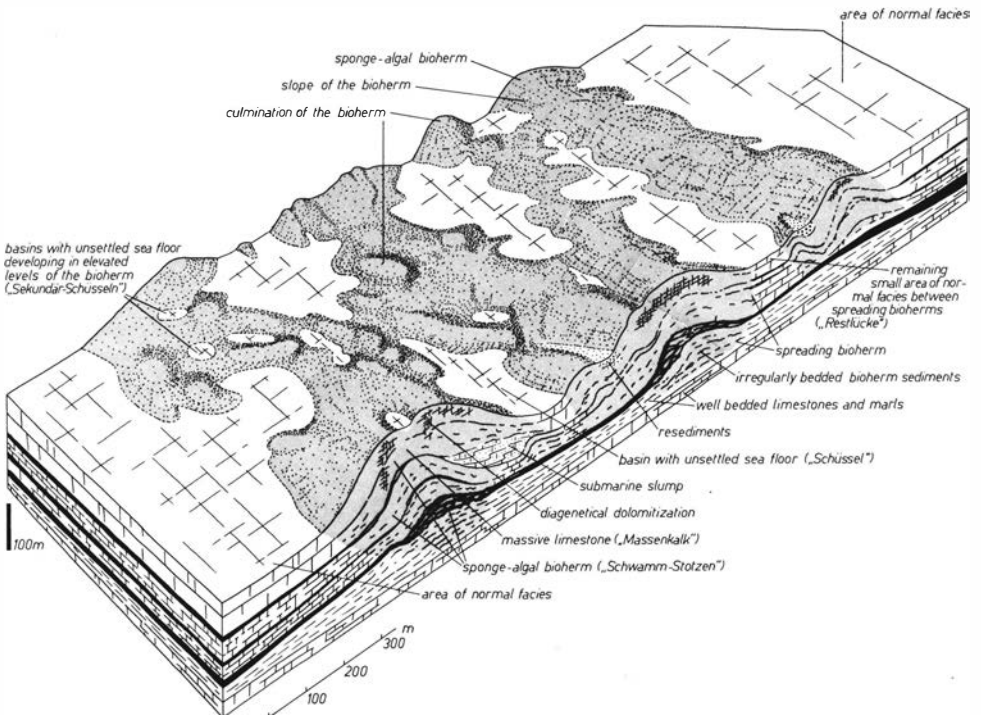 area of normal facies
sponge-algal bioherm
slope of the bioherm
culmination of the bioherm
basins with unsettled sea floor
developing in elevated
levels of the bioherm
(„Sekundär-Schüsseln")
remaining
small area of nor-
mal facies between
spreading bioherms
(„Restlücke")
spreading bioherm
irregularly bedded bioherm sediments
well bedded limestones and marls
resediments
basin with unsettled sea floor („Schüssel")
submarine slump
diagenetical dolomitization
massive limestone („Massenkalk")
sponge-algal bioherm („Schwamm-Stotzen")
area of normal facies
100m
m
300
200
100